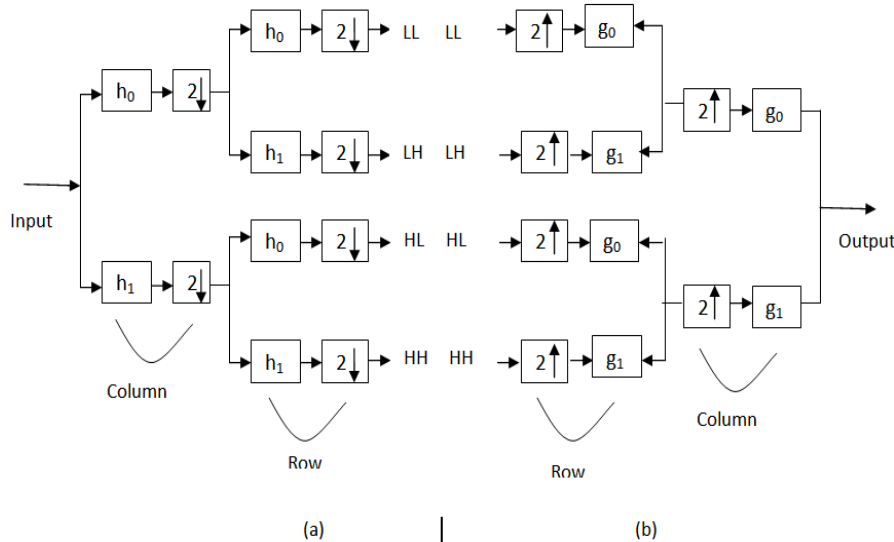 h₀ 2 LL LL 2 g₀
h₀ 2 2 g₀
h₁ 2 LH LH 2 g₁
Input Output
h₀ 2 HL HL 2 g₀
h₁ 2 2 g₁
h₁ 2 HH HH 2 g₁
Column Column
Row Row
(a) (b)